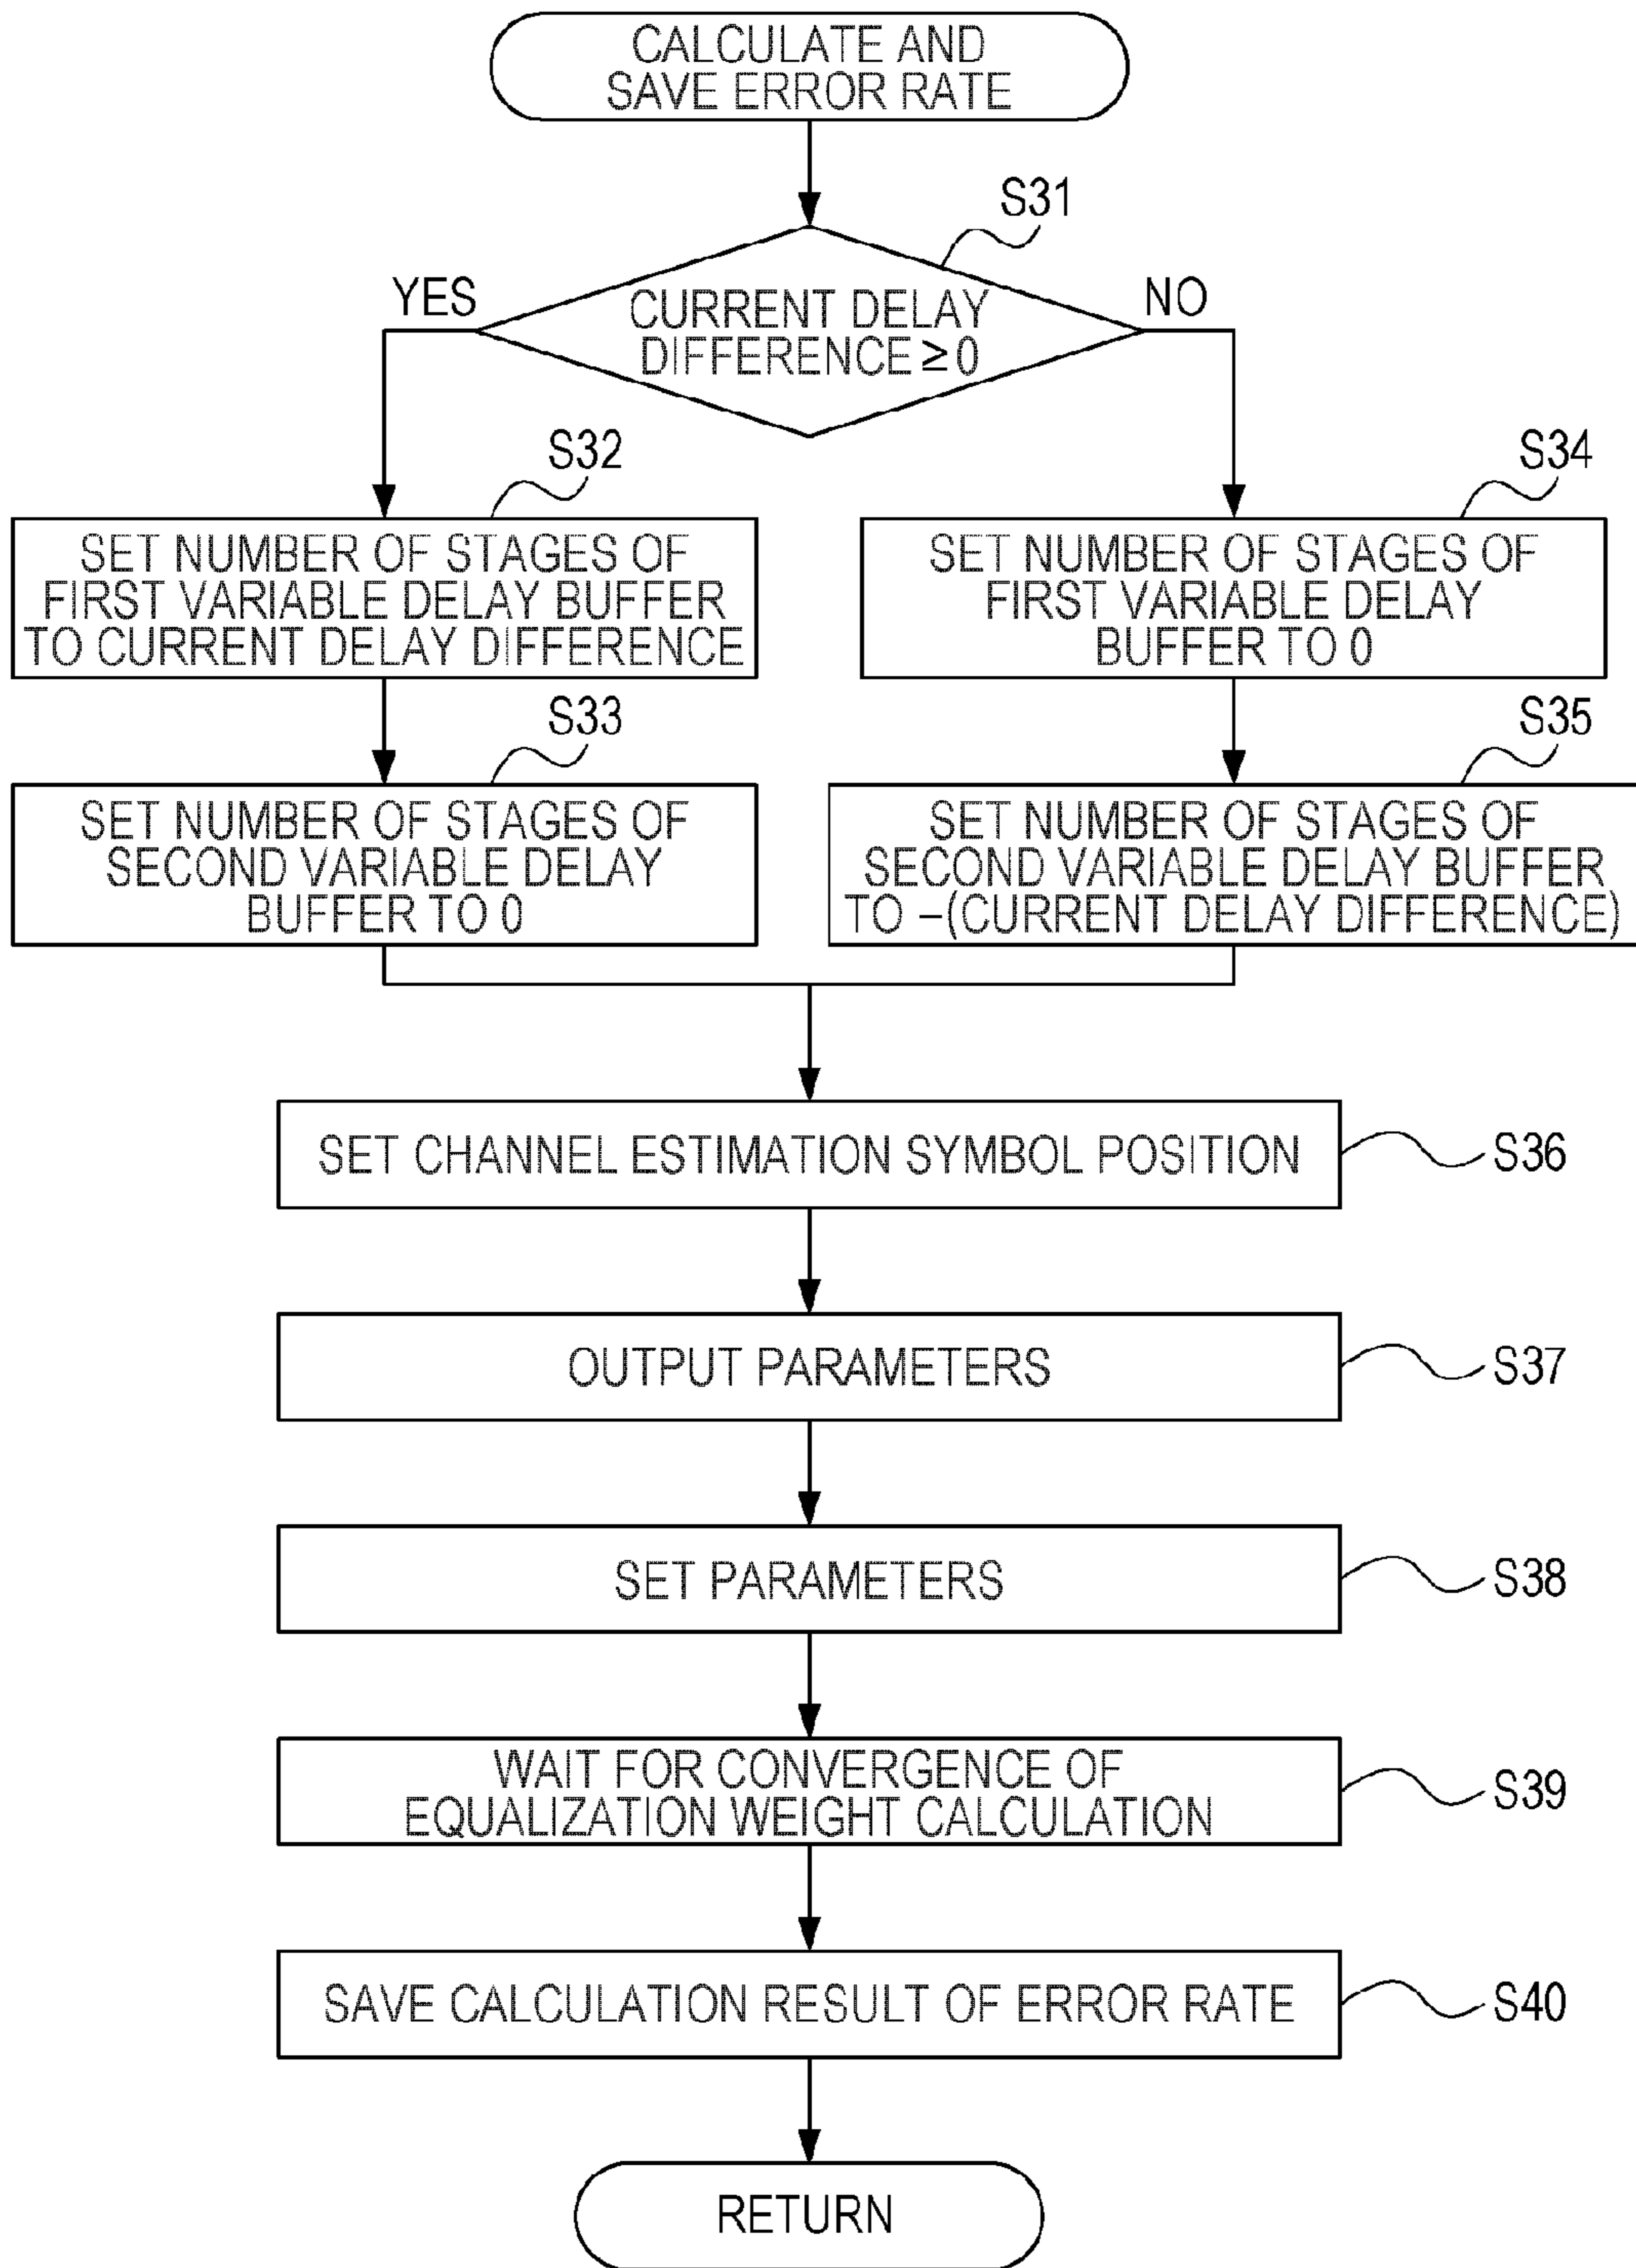 CALCULATE AND
SAVE ERROR RATE
S31
YES
CURRENT DELAY
DIFFERENCE ≥ 0
NO
S32
SET NUMBER OF STAGES OF
FIRST VARIABLE DELAY BUFFER
TO CURRENT DELAY DIFFERENCE
S33
SET NUMBER OF STAGES OF
SECOND VARIABLE DELAY
BUFFER TO 0
S34
SET NUMBER OF STAGES OF
FIRST VARIABLE DELAY
BUFFER TO 0
S35
SET NUMBER OF STAGES OF
SECOND VARIABLE DELAY BUFFER
TO –(CURRENT DELAY DIFFERENCE)
SET CHANNEL ESTIMATION SYMBOL POSITION
S36
OUTPUT PARAMETERS
S37
SET PARAMETERS
S38
WAIT FOR CONVERGENCE OF
EQUALIZATION WEIGHT CALCULATION
S39
SAVE CALCULATION RESULT OF ERROR RATE
S40
RETURN